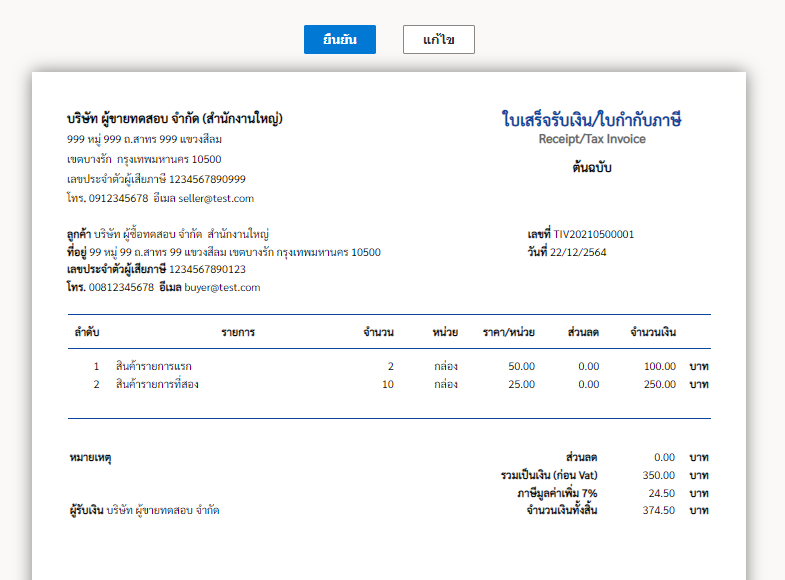 ยืนยัน แก้ไข
บริษัท ผู้ขายทดสอบ จำกัด (สำนักงานใหญ่) ใบเสร็จรับเงิน/ใบกำกับภาษี
999 หมู่ 999 ถ.สาทร 999 แขวงสีลม Receipt/Tax Invoice
เขตบางรัก กรุงเทพมหานคร 10500 ต้นฉบับ
เลขประจำตัวผู้เสียภาษี 1234567890999
โทร. 0912345678 อีเมล seller@test.com
ลูกค้า บริษัท ผู้ซื้อทดสอบ จำกัด สำนักงานใหญ่ เลขที่ TIV20210500001
ที่อยู่ 99 หมู่ 99 ถ.สาทร 99 แขวงสีลม เขตบางรัก กรุงเทพมหานคร 10500 วันที่ 22/12/2564
เลขประจำตัวผู้เสียภาษี 1234567890123
โทร. 00812345678 อีเมล buyer@test.com
ลำดับ รายการ จำนวน หน่วย ราคา/หน่วย ส่วนลด จำนวนเงิน
1 สินค้ารายการแรก 2 กล่อง 50.00 0.00 100.00 บาท
2 สินค้ารายการที่สอง 10 กล่อง 25.00 0.00 250.00 บาท
หมายเหตุ ส่วนลด 0.00 บาท
รวมเป็นเงิน (ก่อน Vat) 350.00 บาท
ภาษีมูลค่าเพิ่ม 7% 24.50 บาท
ผู้รับเงิน บริษัท ผู้ขายทดสอบ จำกัด จำนวนเงินทั้งสิ้น 374.50 บาท